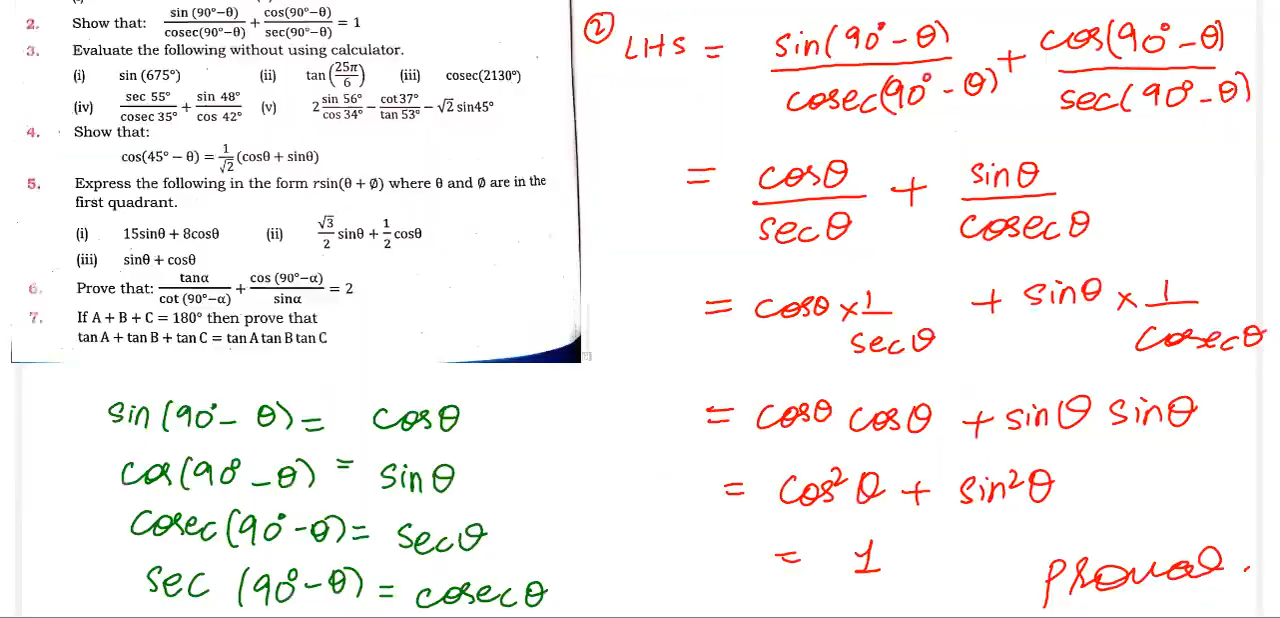 2. Show that: sin (90°−θ)/cosec(90°−θ) + cos(90°−θ)/sec(90°−θ) = 1
3. Evaluate the following without using calculator.
(i) sin (675°) (ii) tan (25π/6) (iii) cosec(2130°)
(iv) sec 55°/cosec 35° + sin 48°/cos 42° (v) 2 sin 56°/cos 34° − cot37°/tan 53° − √2 sin45°
4. Show that:
cos(45° − θ) = 1/√2 (cosθ + sinθ)
5. Express the following in the form rsin(θ + Ø) where θ and Ø are in the
first quadrant.
(i) 15sinθ + 8cosθ (ii) √3/2 sinθ + 1/2 cosθ
(iii) sinθ + cosθ
6. Prove that: tanα/cot (90°−α) + cos (90°−α)/sinα = 2
7. If A + B + C = 180° then prove that
tan A + tan B + tan C = tan A tan B tan C
sin (90° − θ) = cosθ
cos(90° − θ) = sinθ
cosec(90° − θ) = secθ
sec (90° − θ) = cosecθ
② LHS = sin(90° − θ)/cosec(90° − θ) + cos(90° − θ)/sec(90° − θ)
= cosθ/secθ + sinθ/cosecθ
= cosθ × 1/secθ + sinθ × 1/cosecθ
= cosθ cosθ + sinθ sinθ
= cos²θ + sin²θ
= 1